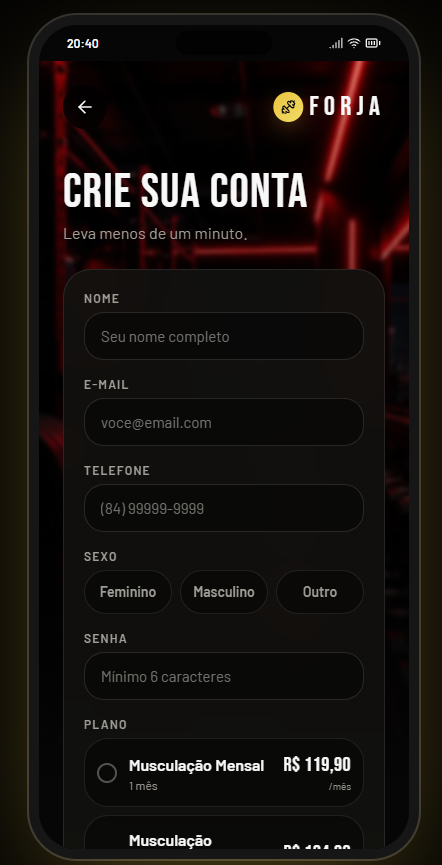 20:40
FORJA
CRIE SUA CONTA
Leva menos de um minuto.
NOME
Seu nome completo
E-MAIL
voce@email.com
TELEFONE
(84) 99999-9999
SEXO
Feminino Masculino Outro
SENHA
Mínimo 6 caracteres
PLANO
Musculação Mensal R$ 119,90
1 mês /mês
Musculação